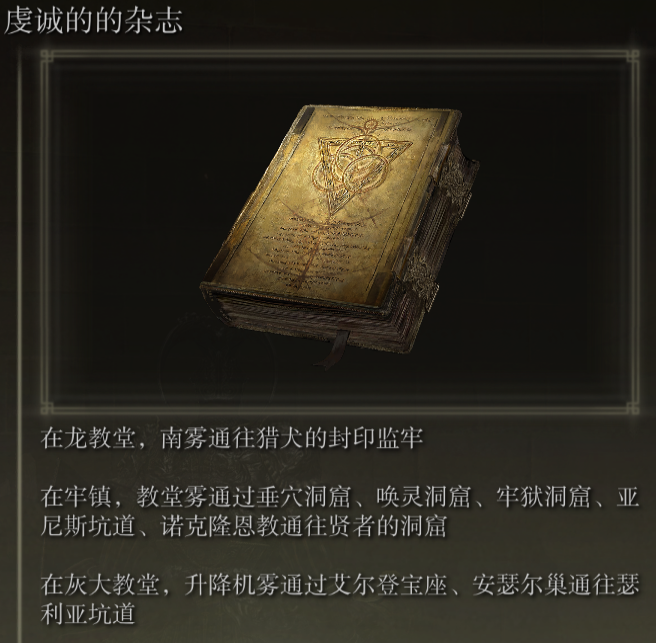 虔诚的的杂志
在龙教堂，南雾通往猎犬的封印监牢
在牢镇，教堂雾通过垂穴洞窟、唤灵洞窟、牢狱洞窟、亚
尼斯坑道、诺克隆恩教通往贤者的洞窟
在灰大教堂，升降机雾通过艾尔登宝座、安瑟尔巢通往瑟
利亚坑道